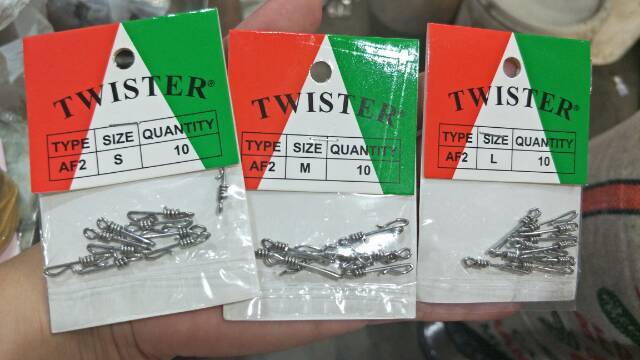 TWISTER®
TYPE SIZE QUANTITY
AF2 S 10
TWISTER®
TYPE SIZE QUANTITY
AF2 M 10
TWISTER®
TYPE SIZE QUANTITY
AF2 L 10